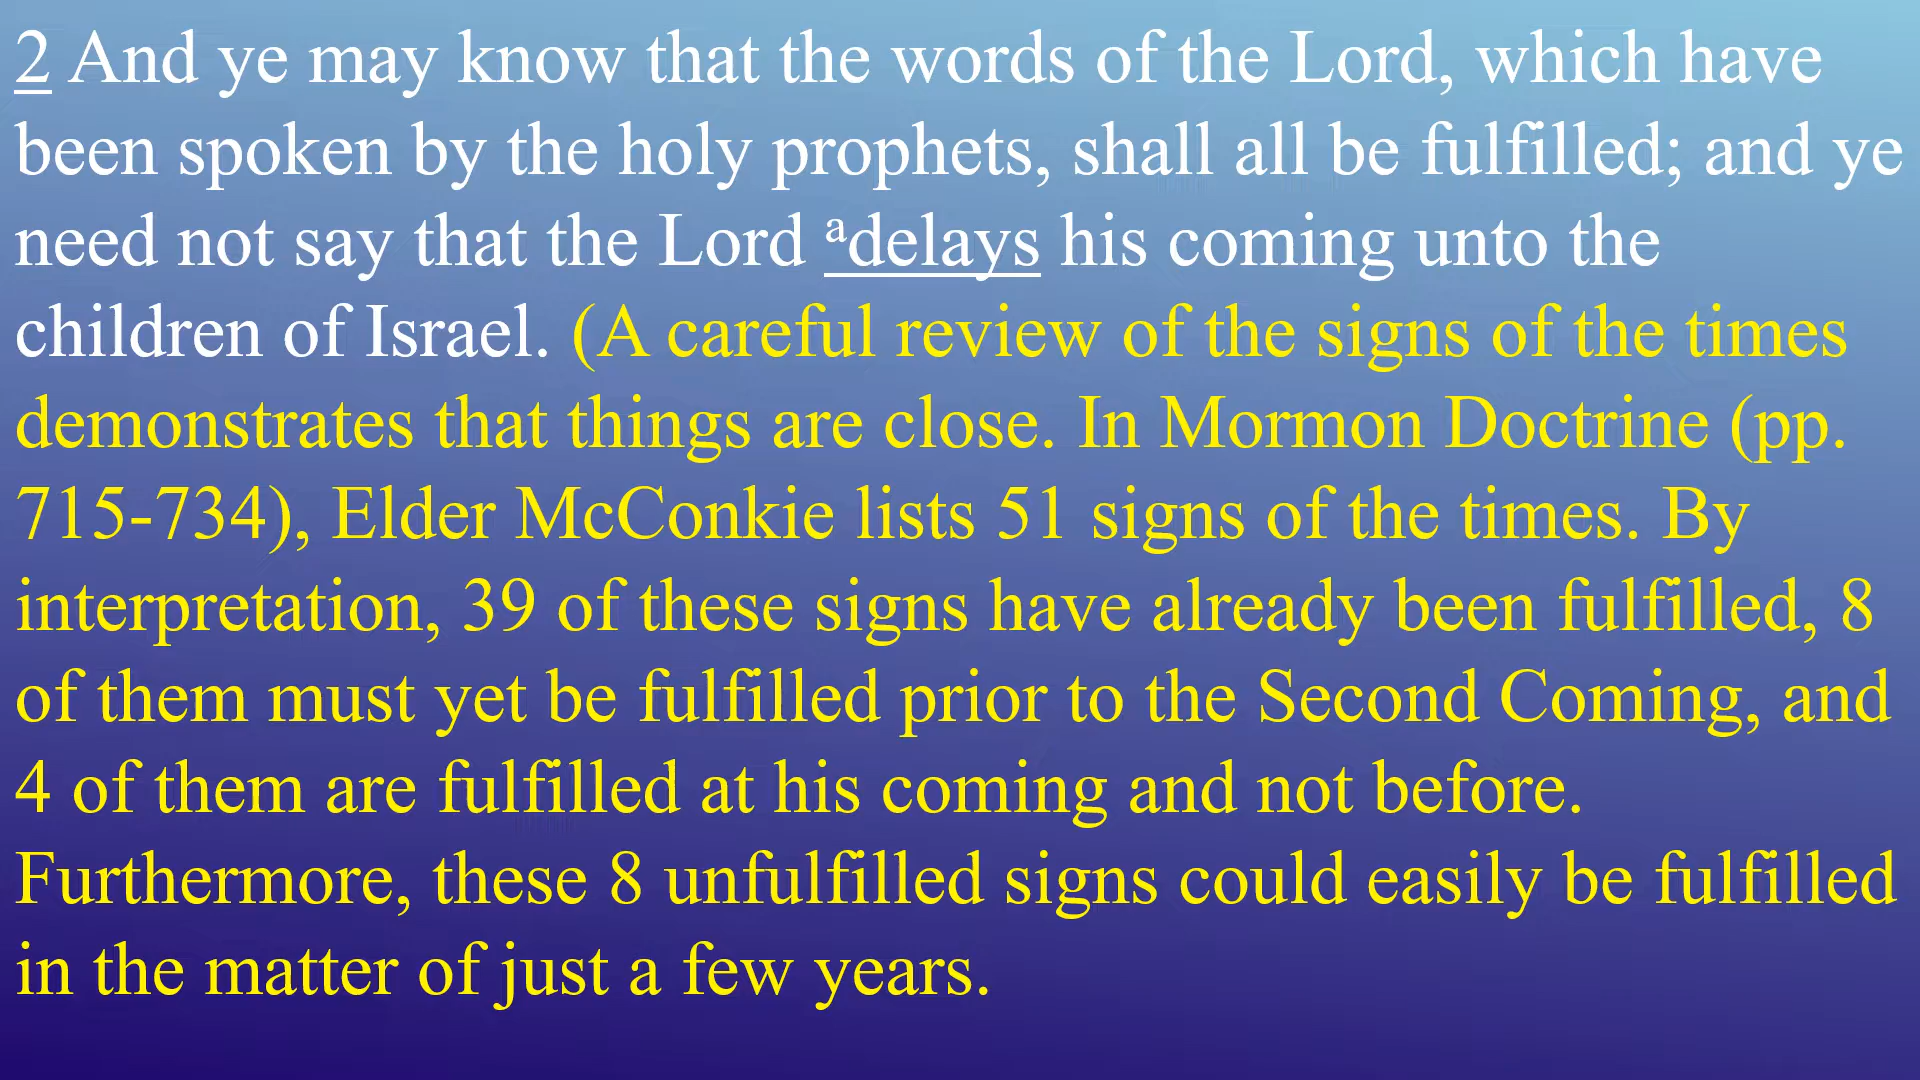 2 And ye may know that the words of the Lord, which have
been spoken by the holy prophets, shall all be fulfilled; and ye
need not say that the Lord adelays his coming unto the
children of Israel. (A careful review of the signs of the times
demonstrates that things are close. In Mormon Doctrine (pp.
715-734), Elder McConkie lists 51 signs of the times. By
interpretation, 39 of these signs have already been fulfilled, 8
of them must yet be fulfilled prior to the Second Coming, and
4 of them are fulfilled at his coming and not before.
Furthermore, these 8 unfulfilled signs could easily be fulfilled
in the matter of just a few years.